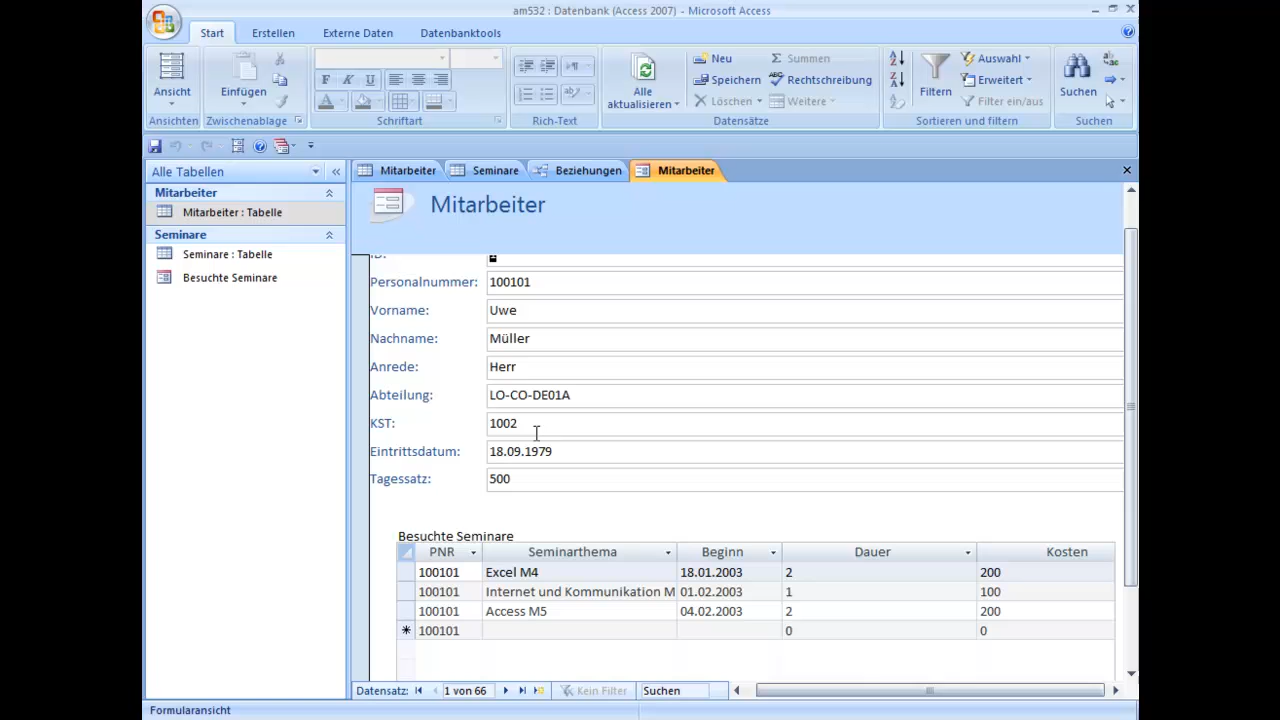 am532 : Datenbank (Access 2007) - Microsoft Access
Start Erstellen Externe Daten Datenbanktools
Ansicht
Ansichten
Einfügen
Zwischenablage
F K U
Schriftart
Rich-Text
Alle aktualisieren
Neu
Speichern
Löschen
Summen
Rechtschreibung
Weitere
Datensätze
Filtern
Auswahl
Erweitert
Filter ein/aus
Sortieren und filtern
Suchen
Suchen
Alle Tabellen
Mitarbeiter
Mitarbeiter : Tabelle
Seminare
Seminare : Tabelle
Besuchte Seminare
Mitarbeiter Seminare Beziehungen Mitarbeiter
Mitarbeiter
Personalnummer: 100101
Vorname: Uwe
Nachname: Müller
Anrede: Herr
Abteilung: LO-CO-DE01A
KST: 1002
Eintrittsdatum: 18.09.1979
Tagessatz: 500
Besuchte Seminare
PNR Seminarthema Beginn Dauer Kosten
100101 Excel M4 18.01.2003 2 200
100101 Internet und Kommunikation M 01.02.2003 1 100
100101 Access M5 04.02.2003 2 200
100101 0 0
Datensatz: 1 von 66 Kein Filter Suchen
Formularansicht